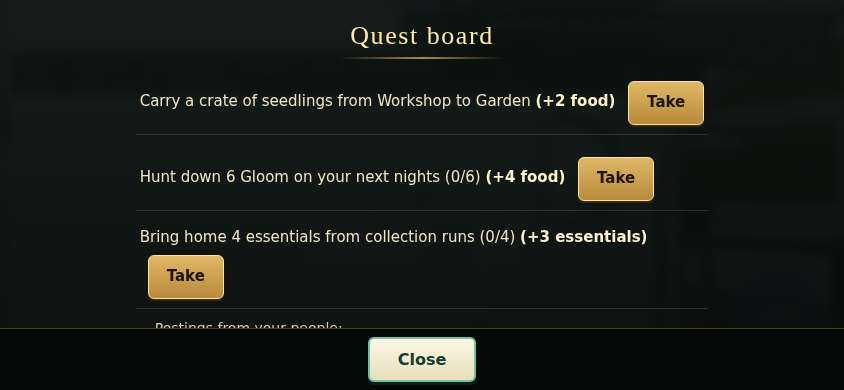 Quest board
Carry a crate of seedlings from Workshop to Garden (+2 food) Take
Hunt down 6 Gloom on your next nights (0/6) (+4 food) Take
Bring home 4 essentials from collection runs (0/4) (+3 essentials)
Take
Postings from your people:
Close